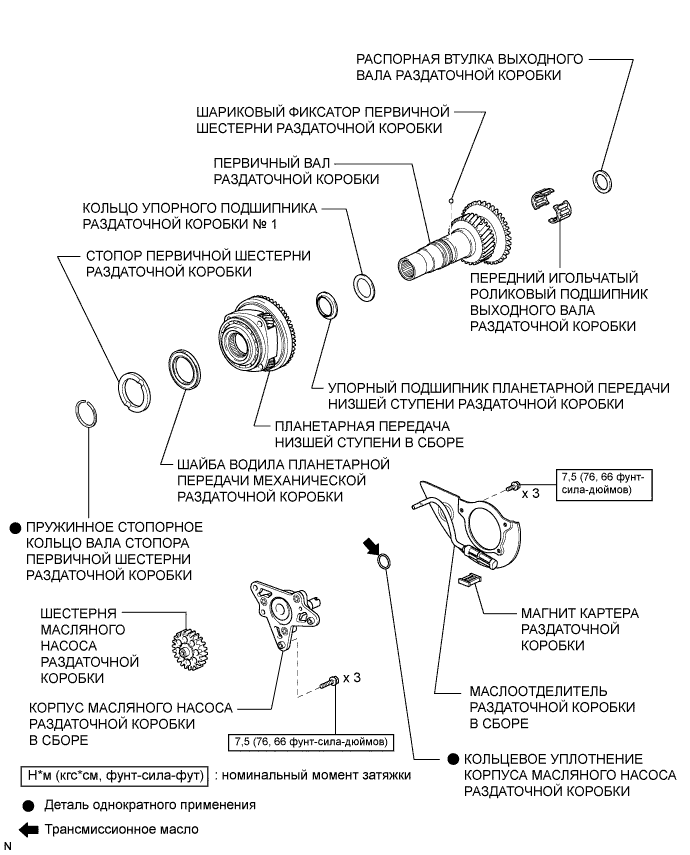 РАСПОРНАЯ ВТУЛКА ВЫХОДНОГО
ВАЛА РАЗДАТОЧНОЙ КОРОБКИ
ШАРИКОВЫЙ ФИКСАТОР ПЕРВИЧНОЙ
ШЕСТЕРНИ РАЗДАТОЧНОЙ КОРОБКИ
ПЕРВИЧНЫЙ ВАЛ
РАЗДАТОЧНОЙ КОРОБКИ
КОЛЬЦО УПОРНОГО ПОДШИПНИКА
РАЗДАТОЧНОЙ КОРОБКИ № 1
СТОПОР ПЕРВИЧНОЙ ШЕСТЕРНИ
РАЗДАТОЧНОЙ КОРОБКИ
ПЕРЕДНИЙ ИГОЛЬЧАТЫЙ
РОЛИКОВЫЙ ПОДШИПНИК
ВЫХОДНОГО ВАЛА
РАЗДАТОЧНОЙ КОРОБКИ
УПОРНЫЙ ПОДШИПНИК ПЛАНЕТАРНОЙ ПЕРЕДАЧИ
НИЗШЕЙ СТУПЕНИ РАЗДАТОЧНОЙ КОРОБКИ
ПЛАНЕТАРНАЯ ПЕРЕДАЧА
НИЗШЕЙ СТУПЕНИ В СБОРЕ
ШАЙБА ВОДИЛА ПЛАНЕТАРНОЙ
ПЕРЕДАЧИ МЕХАНИЧЕСКОЙ
РАЗДАТОЧНОЙ КОРОБКИ
7,5 (76, 66 фунт-
сила-дюймов)
x 3
ПРУЖИННОЕ СТОПОРНОЕ
КОЛЬЦО ВАЛА СТОПОРА
ПЕРВИЧНОЙ ШЕСТЕРНИ
РАЗДАТОЧНОЙ КОРОБКИ
ШЕСТЕРНЯ
МАСЛЯНОГО
НАСОСА
РАЗДАТОЧНОЙ
КОРОБКИ
МАГНИТ КАРТЕРА
РАЗДАТОЧНОЙ
КОРОБКИ
x 3
КОРПУС МАСЛЯНОГО НАСОСА
РАЗДАТОЧНОЙ КОРОБКИ
В СБОРЕ
МАСЛООТДЕЛИТЕЛЬ
РАЗДАТОЧНОЙ КОРОБКИ
В СБОРЕ
7,5 (76, 66 фунт-сила-дюймов)
КОЛЬЦЕВОЕ УПЛОТНЕНИЕ
КОРПУСА МАСЛЯНОГО НАСОСА
РАЗДАТОЧНОЙ КОРОБКИ
Н*м (кгс*см, фунт-сила-фут) : номинальный момент затяжки
Деталь однократного применения
Трансмиссионное масло
N